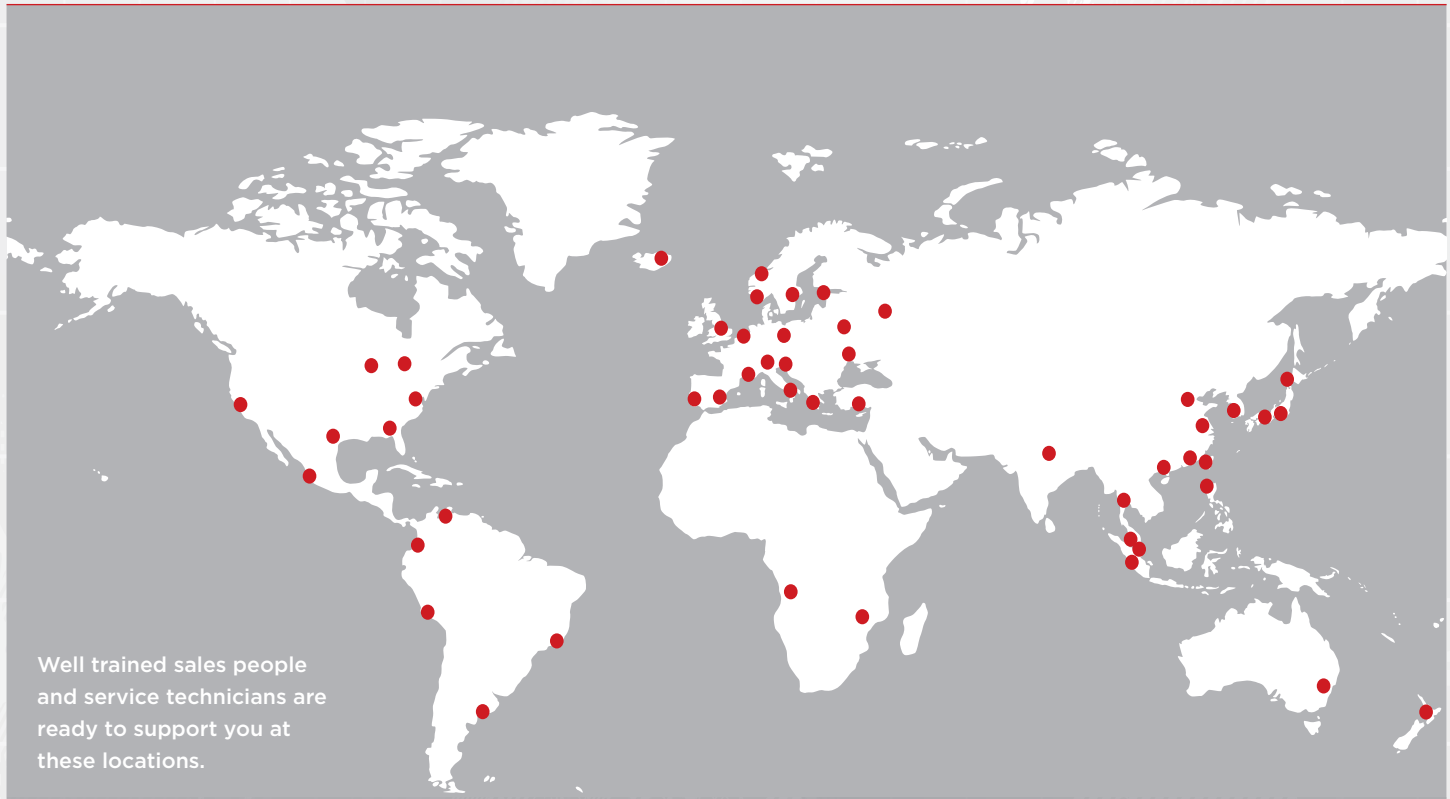 Well trained sales people
and service technicians are
ready to support you at
these locations.